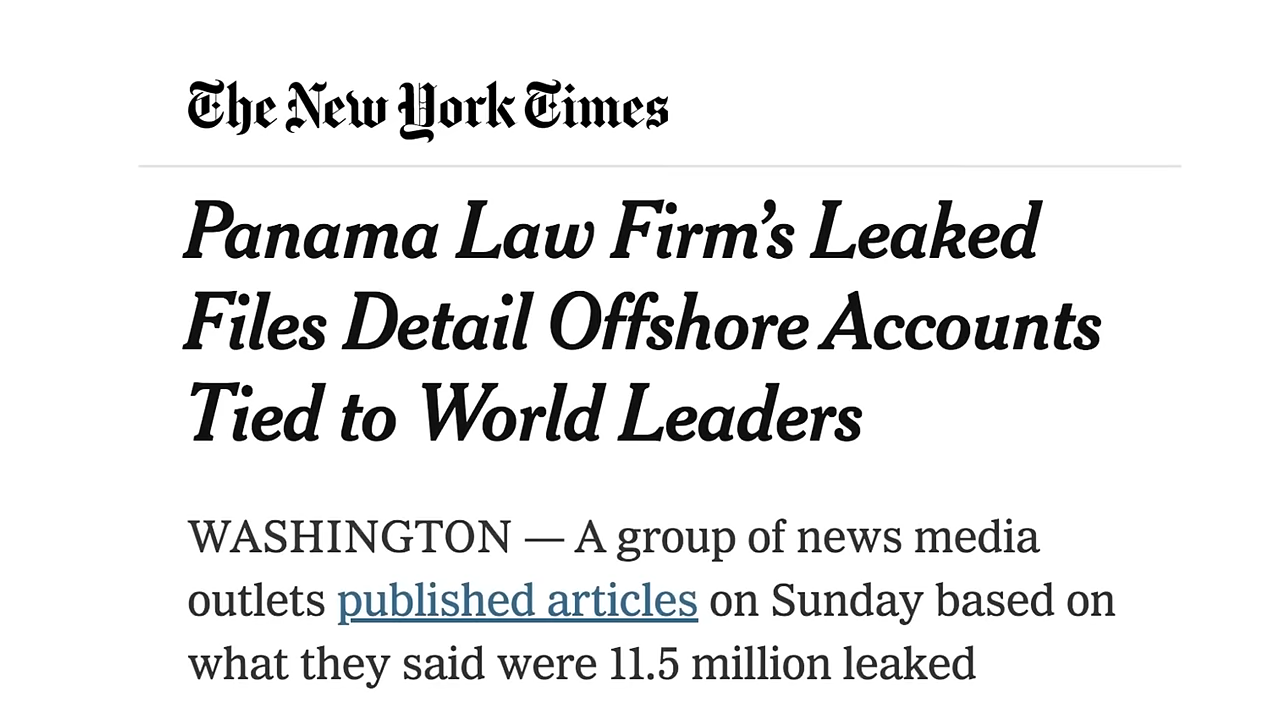 The New York Times
Panama Law Firm’s Leaked
Files Detail Offshore Accounts
Tied to World Leaders
WASHINGTON — A group of news media
outlets published articles on Sunday based on
what they said were 11.5 million leaked